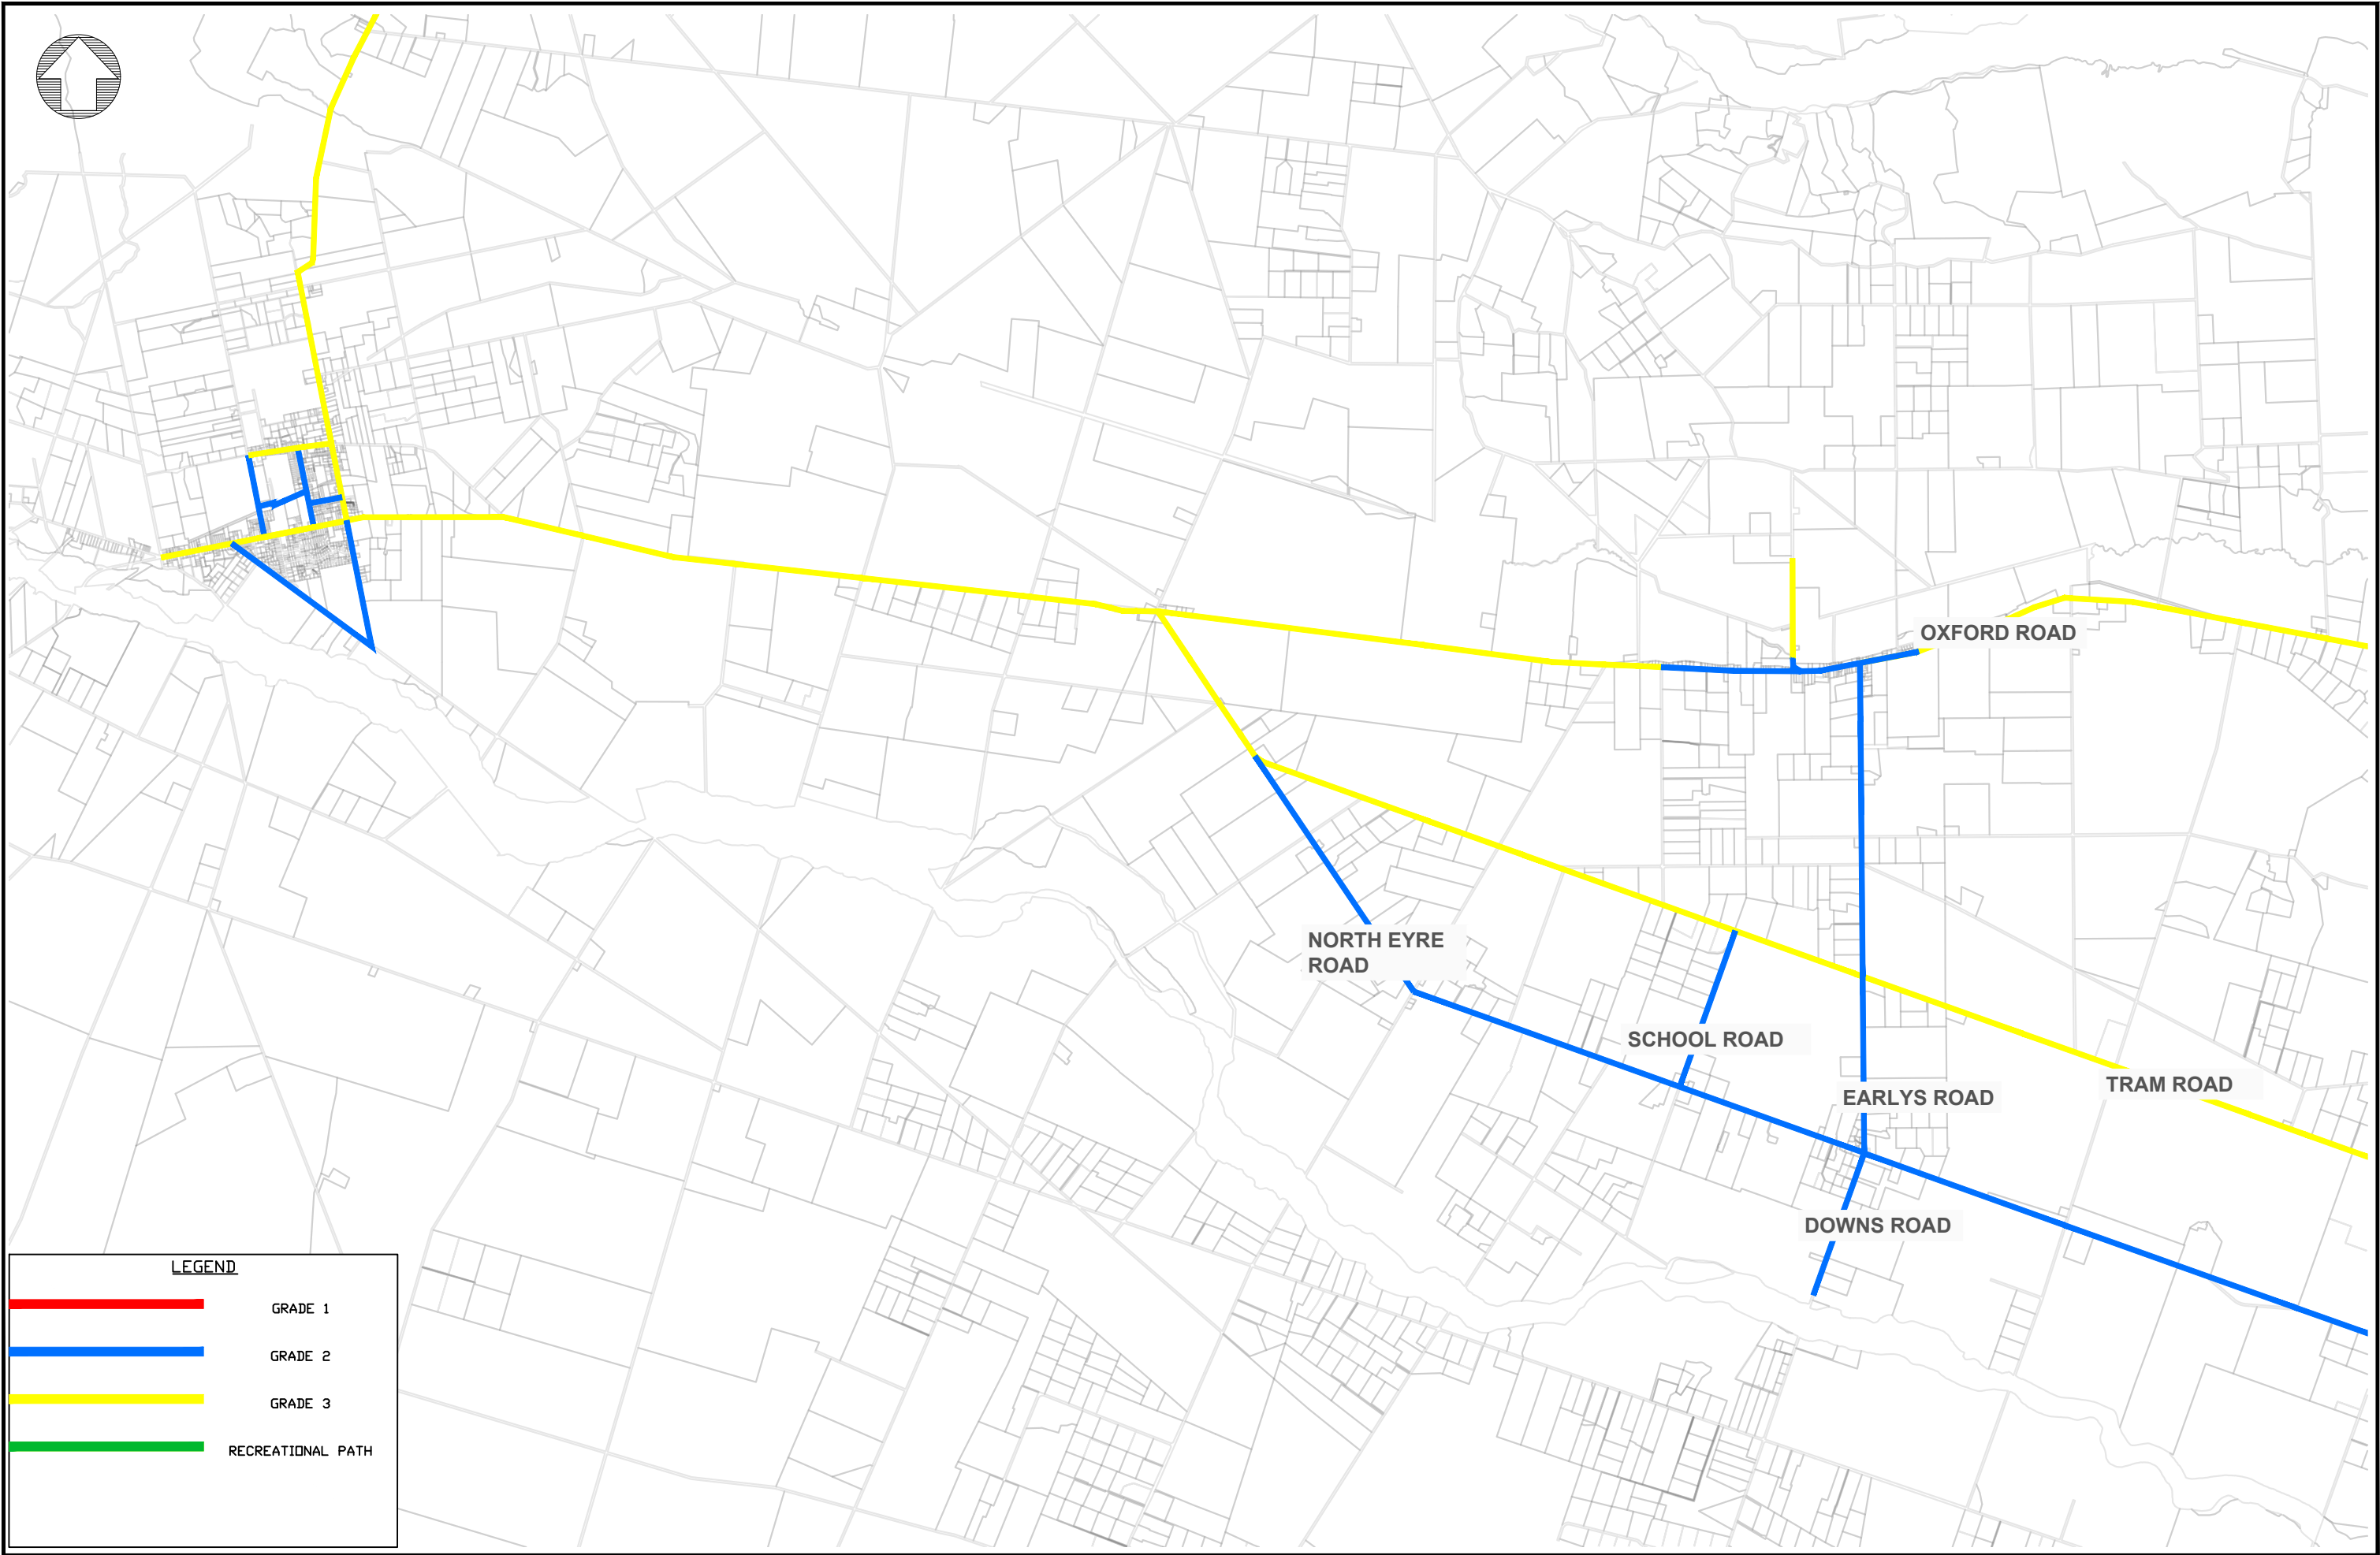 OXFORD ROAD
NORTH EYRE
ROAD
SCHOOL ROAD
TRAM ROAD
EARLYS ROAD
DOWNS ROAD
LEGEND
GRADE 1
GRADE 2
GRADE 3
RECREATIONAL PATH